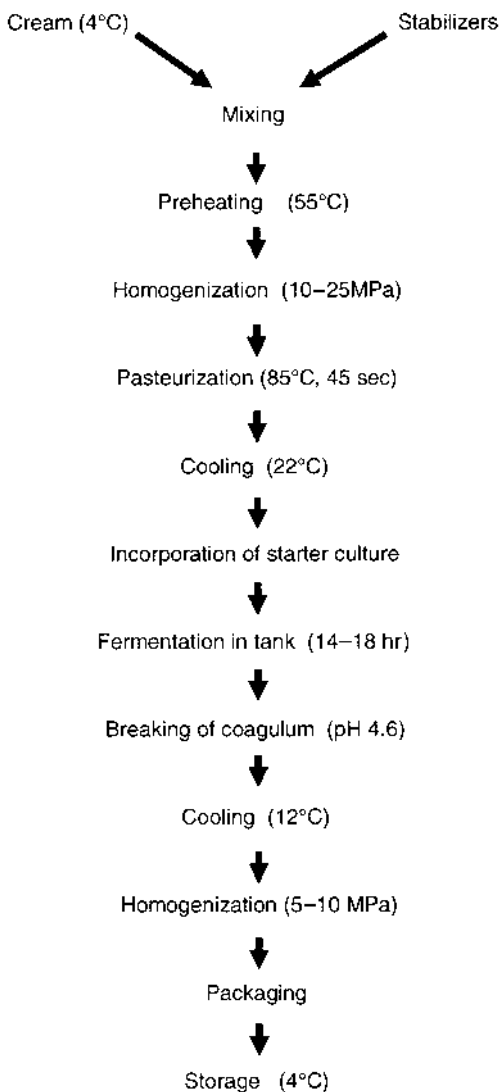 Cream (4°C)
Stabilizers
Mixing
Preheating (55°C)
Homogenization (10–25MPa)
Pasteurization (85°C, 45 sec)
Cooling (22°C)
Incorporation of starter culture
Fermentation in tank (14–18 hr)
Breaking of coagulum (pH 4.6)
Cooling (12°C)
Homogenization (5–10 MPa)
Packaging
Storage (4°C)